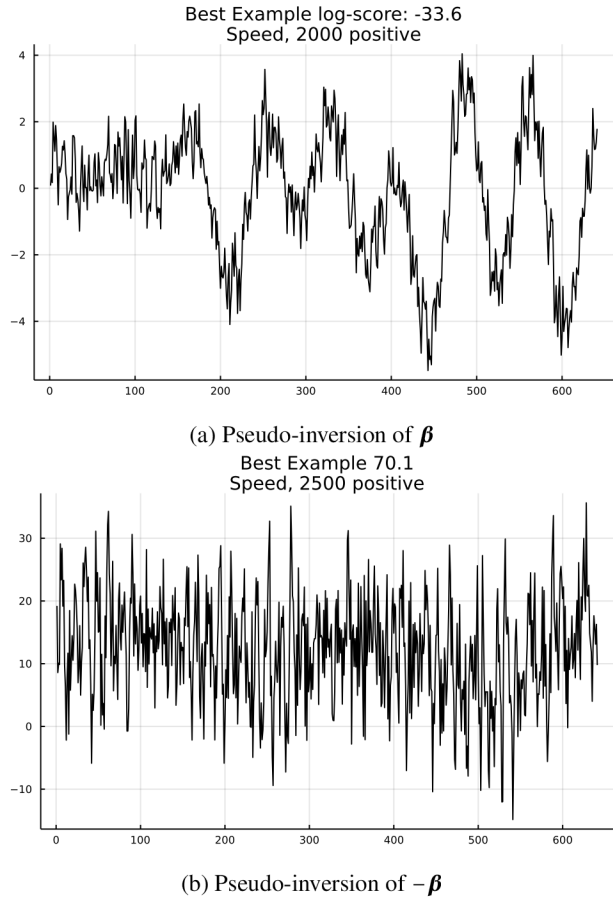 Best Example log-score: -33.6
Speed, 2000 positive
4
2
0
−2
−4
0 100 200 300 400 500 600
(a) Pseudo-inversion of β
Best Example 70.1
Speed, 2500 positive
30
20
10
0
−10
0 100 200 300 400 500 600
(b) Pseudo-inversion of −β